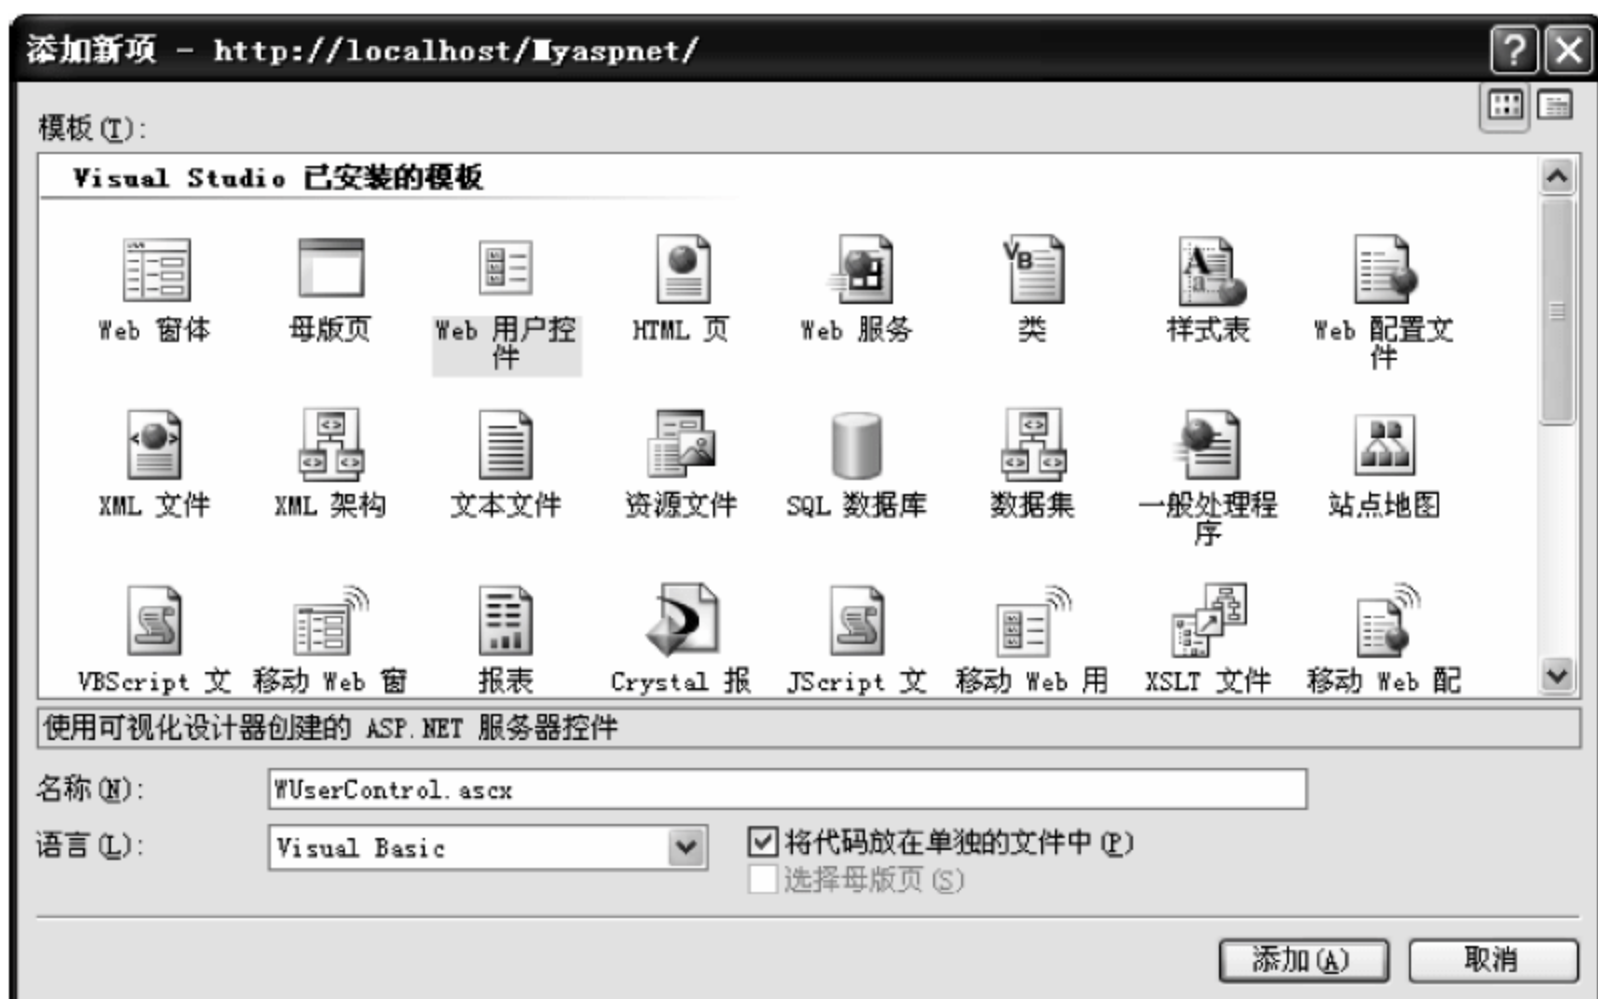 添加新项 - http://localhost/Myaspnet/
模板(T):
Visual Studio 已安装的模板
Web 窗体 母版页 Web 用户控件 HTML 页 Web 服务 类 样式表 Web 配置文件
XML 文件 XML 架构 文本文件 资源文件 SQL 数据库 数据集 一般处理程序 站点地图
VBScript 文 移动 Web 窗 报表 Crystal 报 JScript 文 移动 Web 用 XSLT 文件 移动 Web 配
使用可视化设计器创建的 ASP.NET 服务器控件
名称(N): WUserControl.ascx
语言(L): Visual Basic 将代码放在单独的文件中(P)
选择母版页(S)
添加(A) 取消